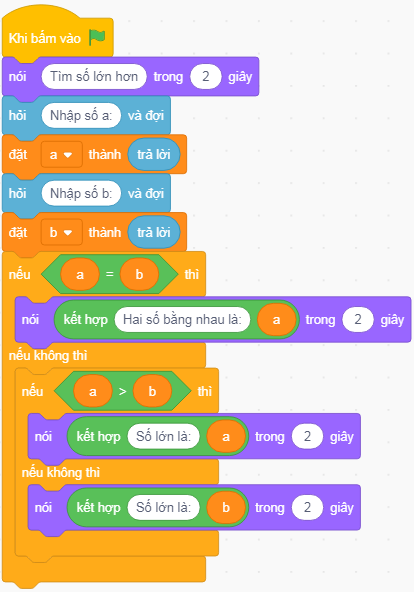 Khi bấm vào
nói Tìm số lớn hơn trong 2 giây
hỏi Nhập số a: và đợi
đặt a thành trả lời
hỏi Nhập số b: và đợi
đặt b thành trả lời
nếu a = b thì
nói kết hợp Hai số bằng nhau là: a trong 2 giây
nếu không thì
nếu a > b thì
nói kết hợp Số lớn là: a trong 2 giây
nếu không thì
nói kết hợp Số lớn là: b trong 2 giây